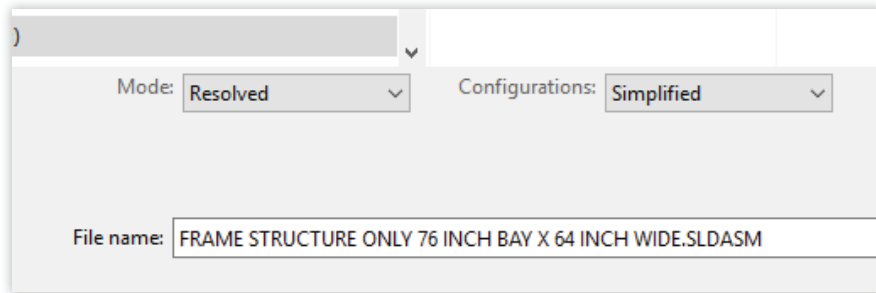 )
Mode: Resolved Configurations: Simplified
File name: FRAME STRUCTURE ONLY 76 INCH BAY X 64 INCH WIDE.SLDASM